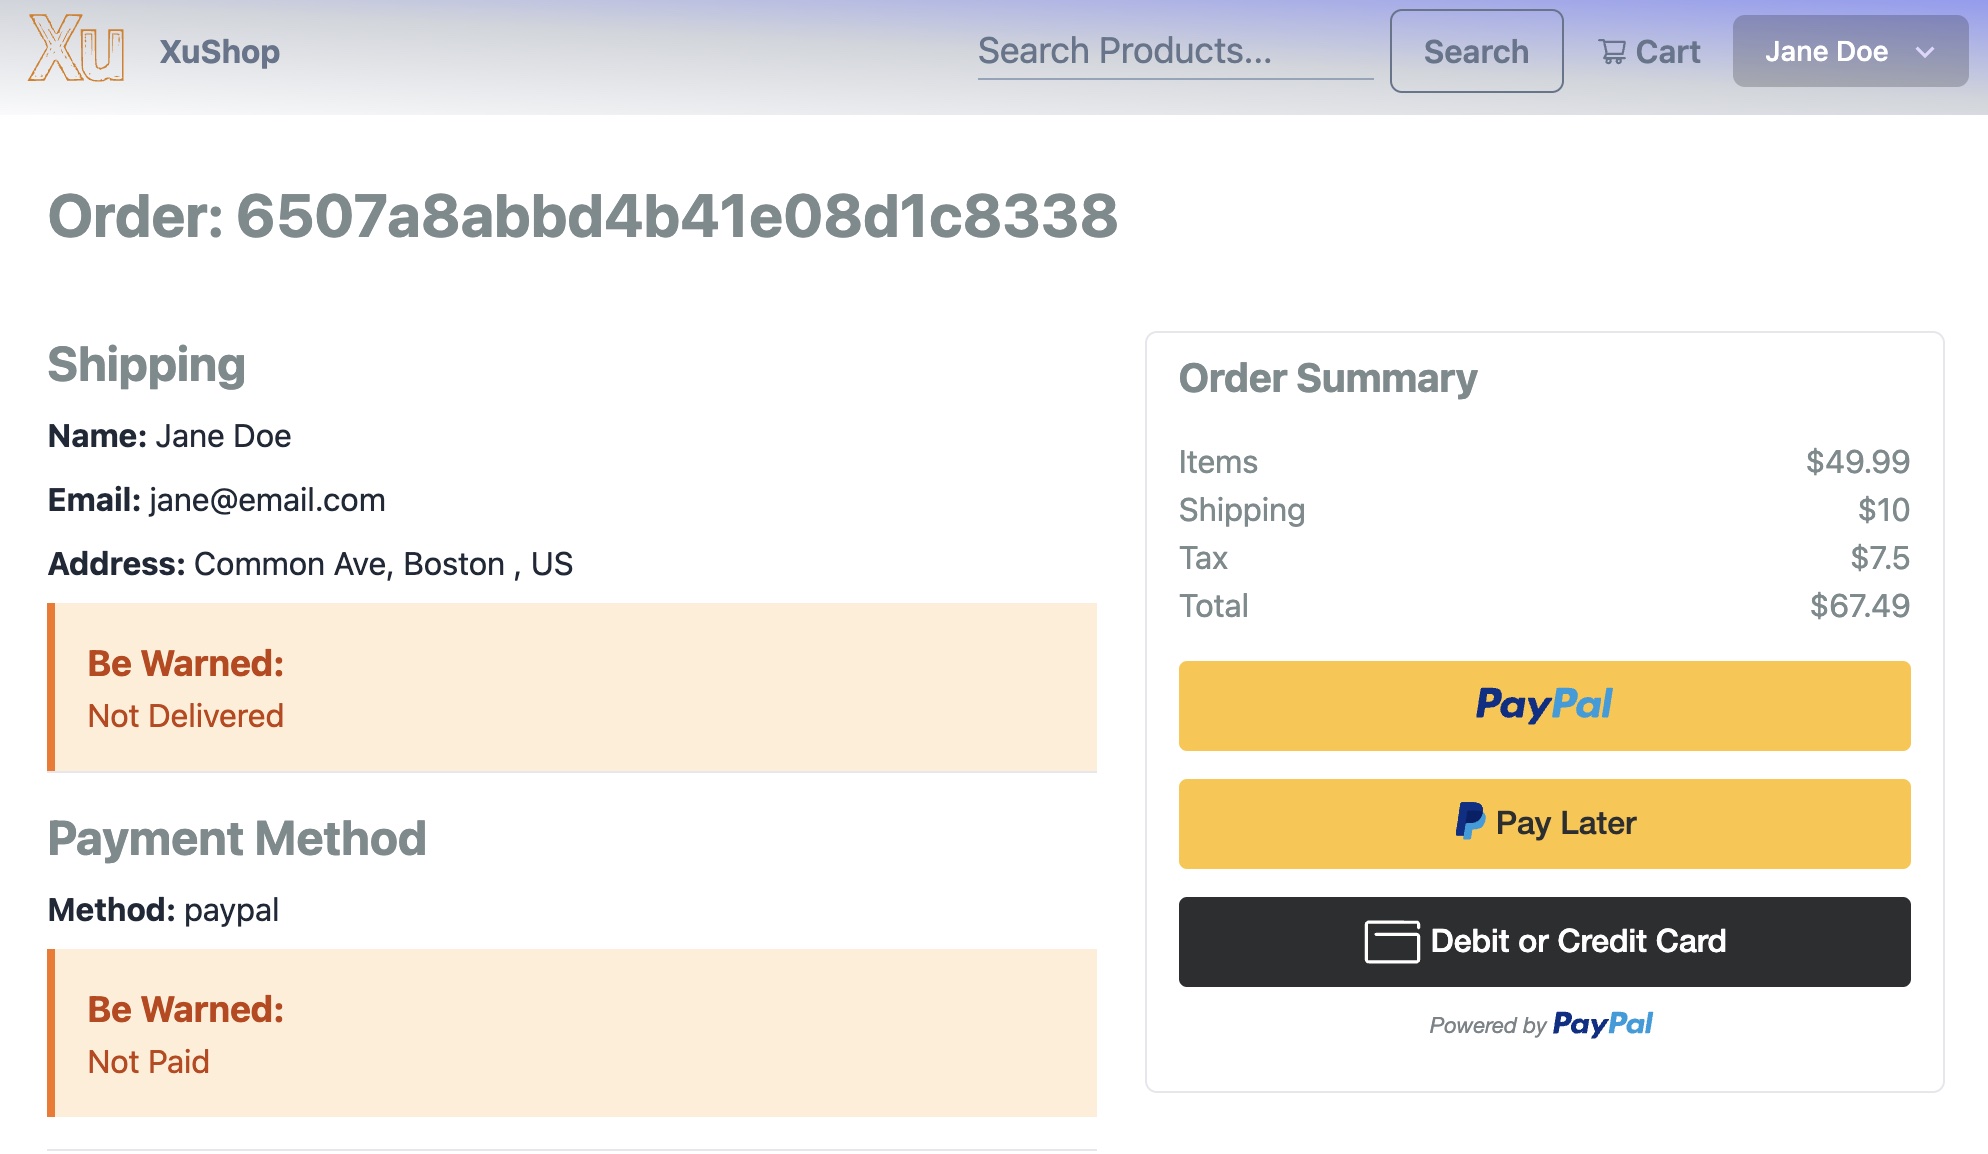 Xu XuShop Search Products... Search Cart Jane Doe
Order: 6507a8abbd4b41e08d1c8338
Shipping
Name: Jane Doe
Email: jane@email.com
Address: Common Ave, Boston , US
Be Warned:
Not Delivered
Payment Method
Method: paypal
Be Warned:
Not Paid
Order Summary
Items $49.99
Shipping $10
Tax $7.5
Total $67.49
PayPal
Pay Later
Debit or Credit Card
Powered by PayPal